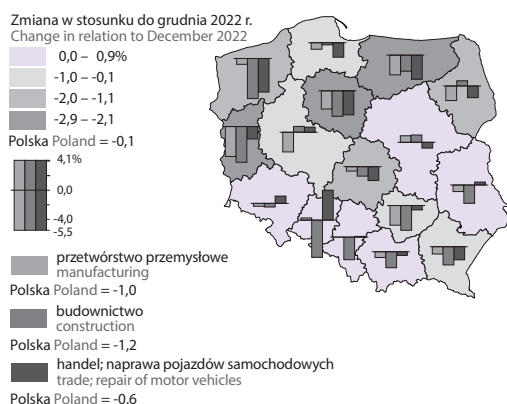 Zmiana w stosunku do grudnia 2022 r.
Change in relation to December 2022
0,0 – 0,9%
-1,0 – -0,1
-2,0 – -1,1
-2,9 – -2,1
Polska Poland = -0,1
4,1%
0,0
-4,0
-5,5
przetwórstwo przemysłowe
manufacturing
Polska Poland = -1,0
budownictwo
construction
Polska Poland = -1,2
handel; naprawa pojazdów samochodowych
trade; repair of motor vehicles
Polska Poland = -0,6